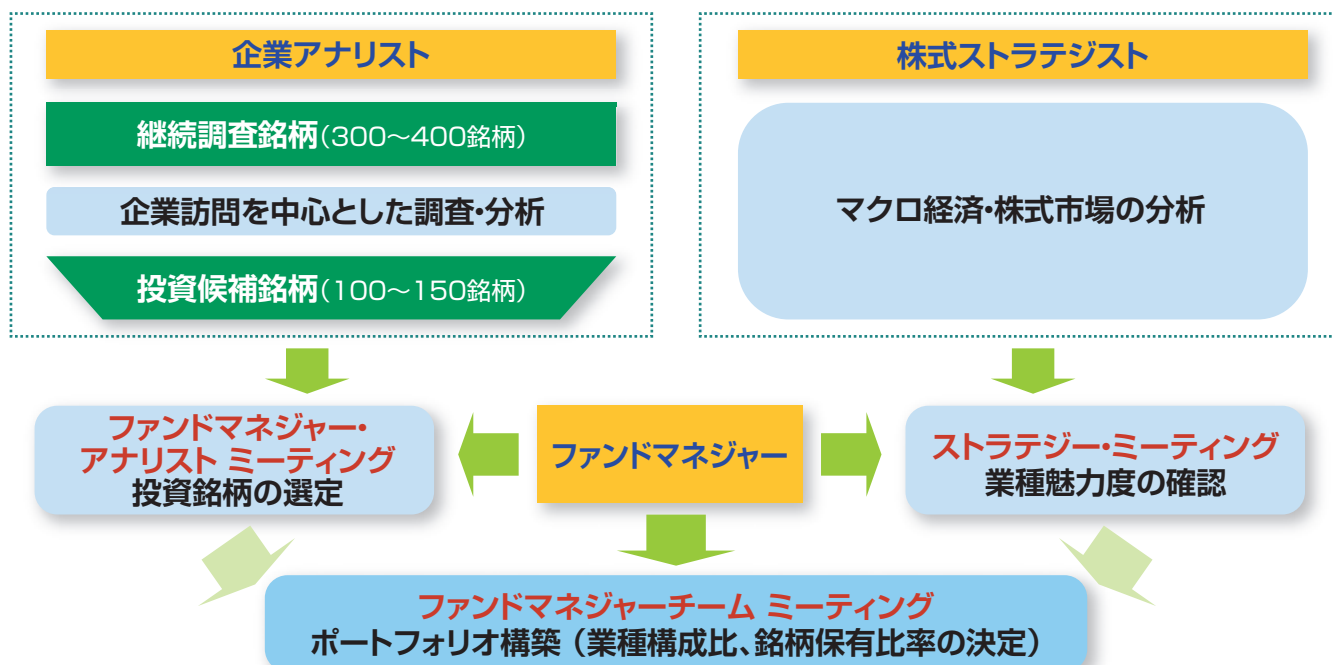 企業アナリスト
継続調査銘柄(300〜400銘柄)
企業訪問を中心とした調査・分析
投資候補銘柄(100〜150銘柄)
株式ストラテジスト
マクロ経済・株式市場の分析
ファンドマネジャー・
アナリスト ミーティング
投資銘柄の選定
ファンドマネジャー
ストラテジー・ミーティング
業種魅力度の確認
ファンドマネジャーチーム ミーティング
ポートフォリオ構築(業種構成比、銘柄保有比率の決定)